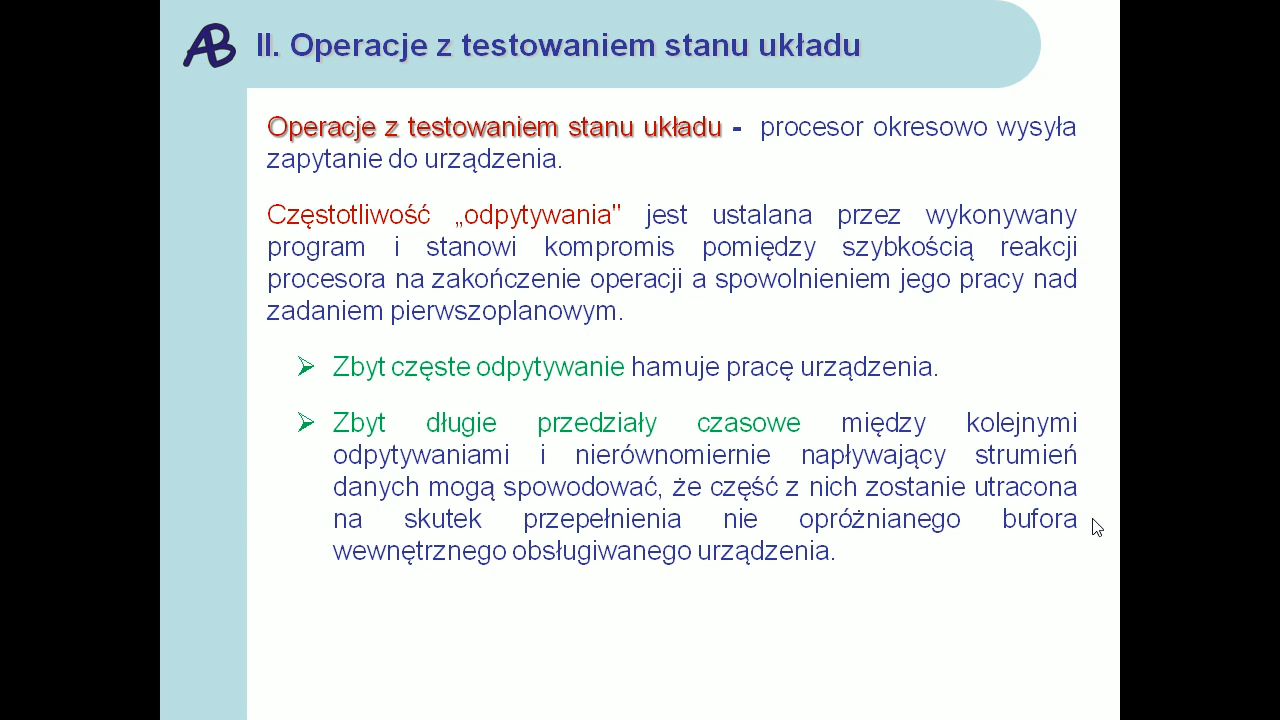 AB
II. Operacje z testowaniem stanu układu
Operacje z testowaniem stanu układu - procesor okresowo wysyła
zapytanie do urządzenia.
Częstotliwość „odpytywania" jest ustalana przez wykonywany
program i stanowi kompromis pomiędzy szybkością reakcji
procesora na zakończenie operacji a spowolnieniem jego pracy nad
zadaniem pierwszoplanowym.
Zbyt częste odpytywanie hamuje pracę urządzenia.
Zbyt długie przedziały czasowe między kolejnymi
odpytywaniami i nierównomiernie napływający strumień
danych mogą spowodować, że część z nich zostanie utracona
na skutek przepełnienia nie opróżnianego bufora
wewnętrznego obsługiwanego urządzenia.